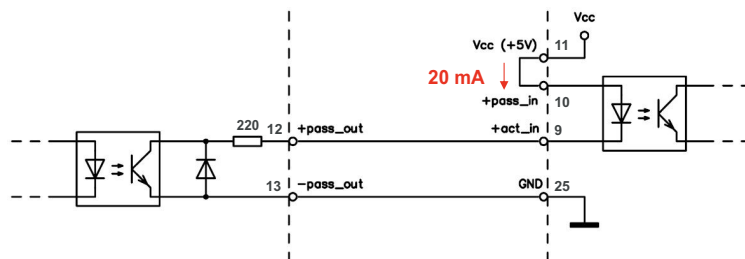 Vcc
Vcc (+5V)
11
20 mA
+pass_in
10
220
12
+pass_out
+act_in
9
13
-pass_out
GND
25